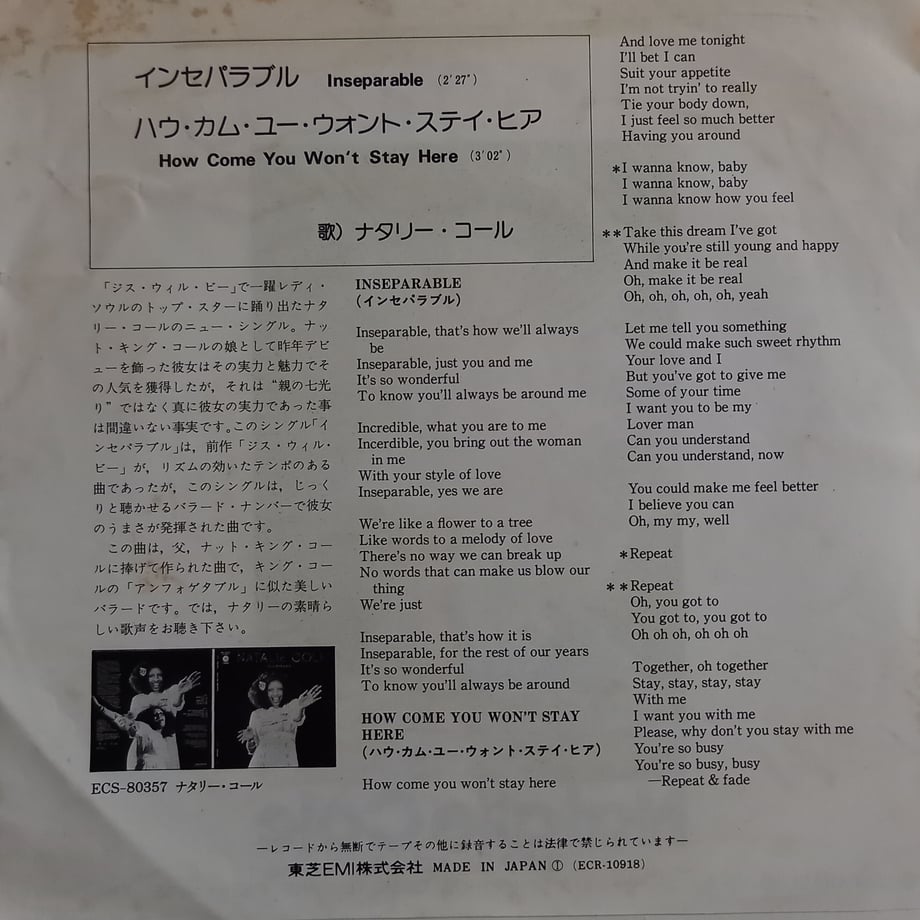 インセパラブル Inseparable (2'27")
ハウ・カム・ユー・ウォント・ステイ・ヒア
How Come You Won't Stay Here (3'02")
歌)ナタリー・コール
「ジス・ウィル・ビー」で一躍レディ・
ソウルのトップ・スターに踊り出たナタ
リー・コールのニュー・シングル。ナッ
ト・キング・コールの娘として昨年デビ
ューを飾った彼女はその実力と魅力でそ
の人気を獲得したが, それは“親の七光
り”ではなく真に彼女の実力であった事
は間違いない事実です。このシングル「イ
ンセパラブル」は, 前作「ジス・ウィル・
ビー」が, リズムの効いたテンポのある
曲であったが, このシングルは, じっく
りと聴かせるバラード・ナンバーで彼女
のうまさが発揮された曲です。
この曲は, 父, ナット・キング・コー
ルに捧げて作られた曲で, キング・コー
ルの「アンフォゲタブル」に似た美しい
バラードです。では, ナタリーの素晴ら
しい歌声をお聴き下さい。
NATALIE COLE
ECS-80357 ナタリー・コール
INSEPARABLE
(インセパラブル)
Inseparable, that's how we'll always
be
Inseparable, just you and me
It's so wonderful
To know you'll always be around me
Incredible, what you are to me
Incerdible, you bring out the woman
in me
With your style of love
Inseparable, yes we are
We're like a flower to a tree
Like words to a melody of love
There's no way we can break up
No words that can make us blow our
thing
We're just
Inseparable, that's how it is
Inseparable, for the rest of our years
It's so wonderful
To know you'll always be around
HOW COME YOU WON'T STAY
HERE
(ハウ・カム・ユー・ウォント・ステイ・ヒア)
How come you won't stay here
And love me tonight
I'll bet I can
Suit your appetite
I'm not tryin' to really
Tie your body down,
I just feel so much better
Having you around
*I wanna know, baby
I wanna know, baby
I wanna know how you feel
**Take this dream I've got
While you're still young and happy
And make it be real
Oh, make it be real
Oh, oh, oh, oh, oh, yeah
Let me tell you something
We could make such sweet rhythm
Your love and I
But you've got to give me
Some of your time
I want you to be my
Lover man
Can you understand
Can you understand, now
You could make me feel better
I believe you can
Oh, my my, well
*Repeat
**Repeat
Oh, you got to
You got to, you got to
Oh oh oh, oh oh oh
Together, oh together
Stay, stay, stay, stay
With me
I want you with me
Please, why don't you stay with me
You're so busy
You're so busy, busy
—Repeat & fade
—レコードから無断でテープその他に録音することは法律で禁じられています—
東芝EMI株式会社 MADE IN JAPAN ① (ECR-10918)